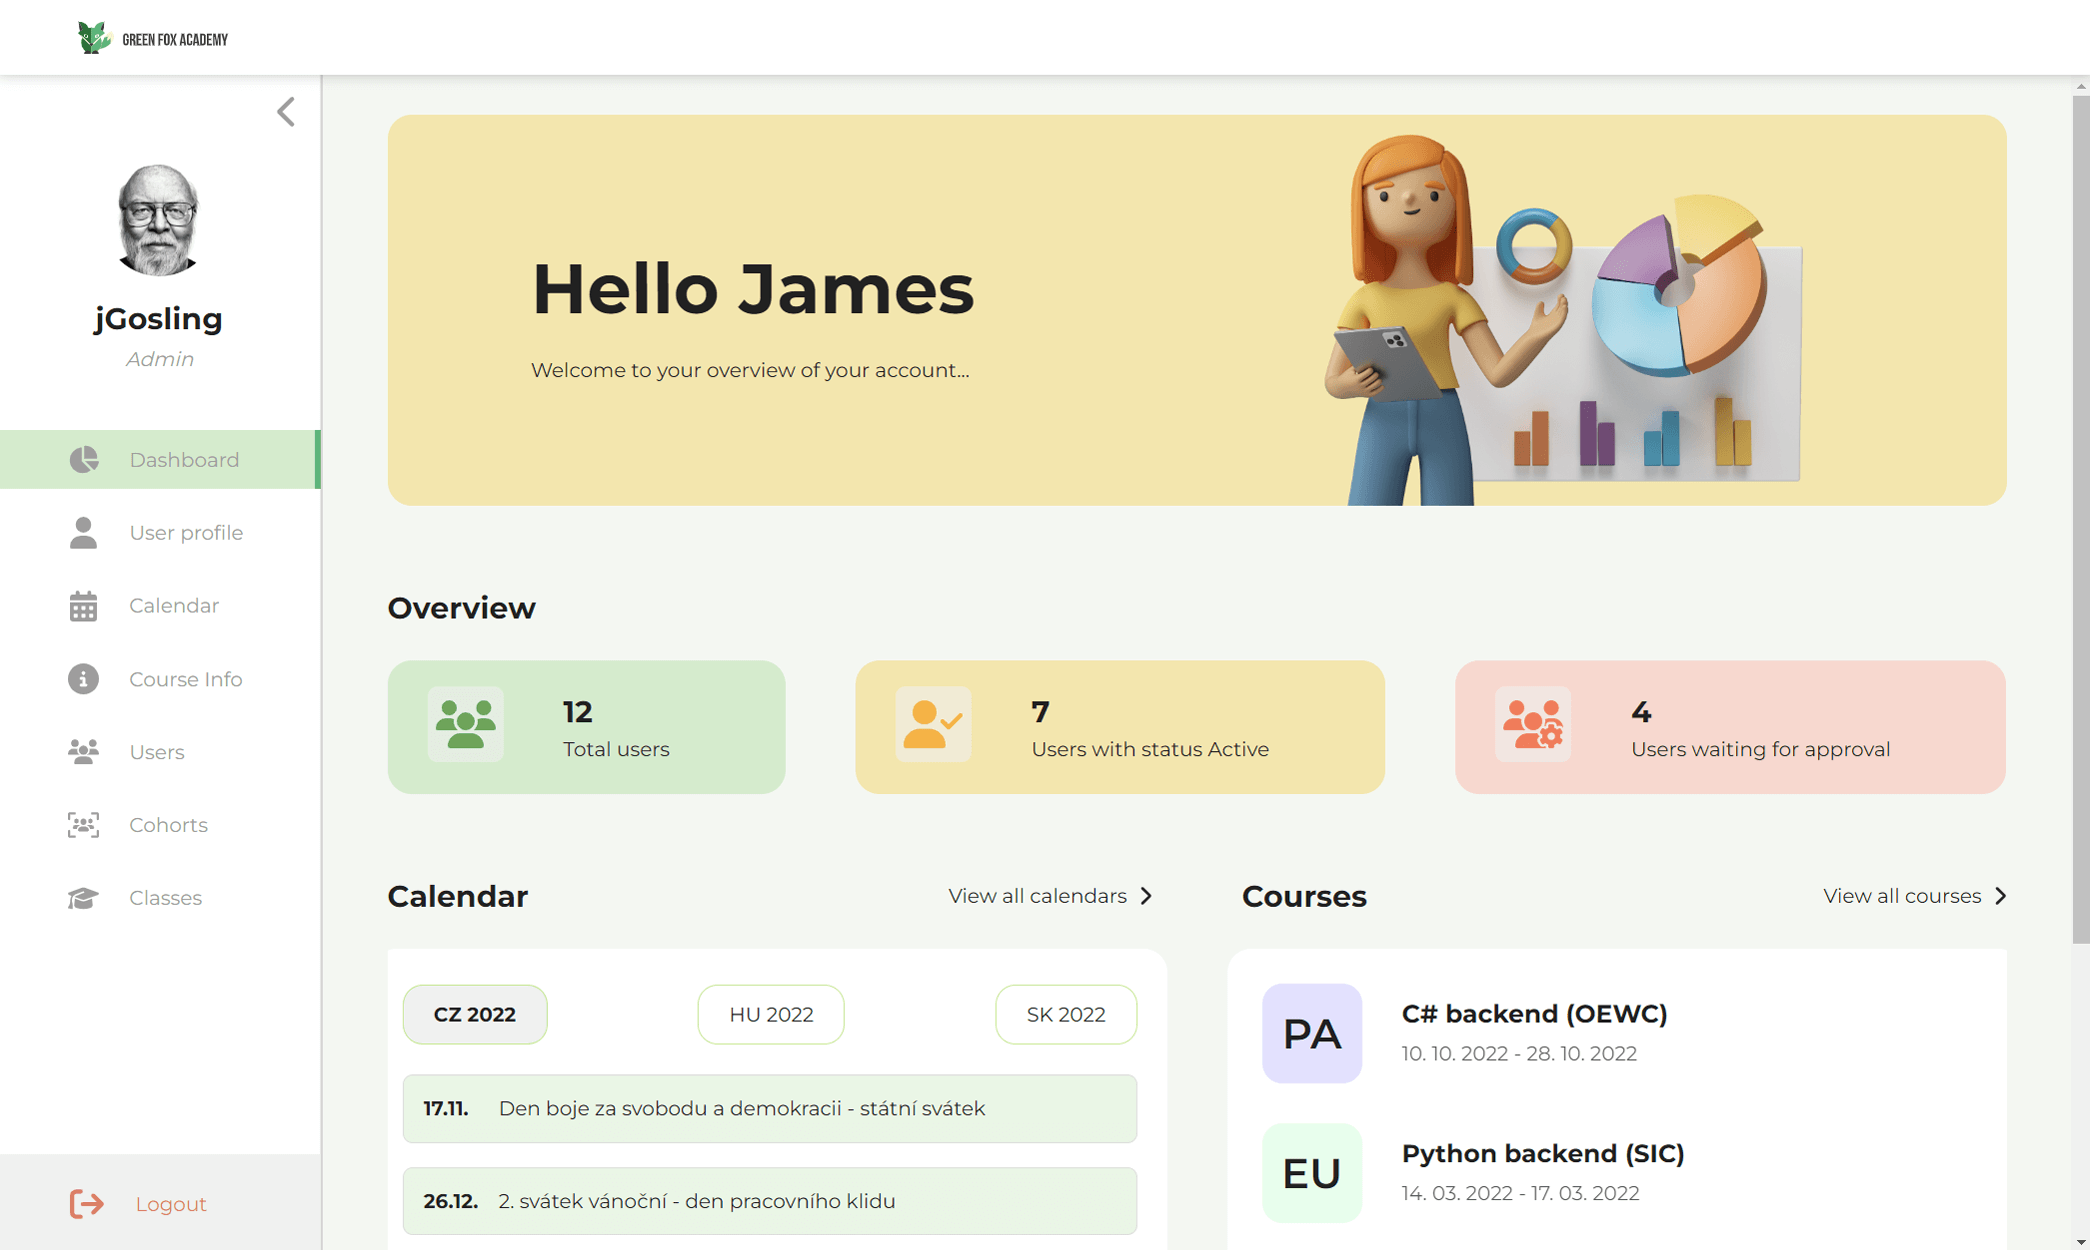 GREEN FOX ACADEMY
jGosling
Admin
Dashboard
User profile
Calendar
Course Info
Users
Cohorts
Classes
Logout
Hello James
Welcome to your overview of your account...
Overview
12
Total users
7
Users with status Active
4
Users waiting for approval
Calendar
View all calendars
CZ 2022
HU 2022
SK 2022
17.11. Den boje za svobodu a demokracii - státní svátek
26.12. 2. svátek vánoční - den pracovního klidu
Courses
View all courses
PA
C# backend (OEWC)
10. 10. 2022 - 28. 10. 2022
EU
Python backend (SIC)
14. 03. 2022 - 17. 03. 2022